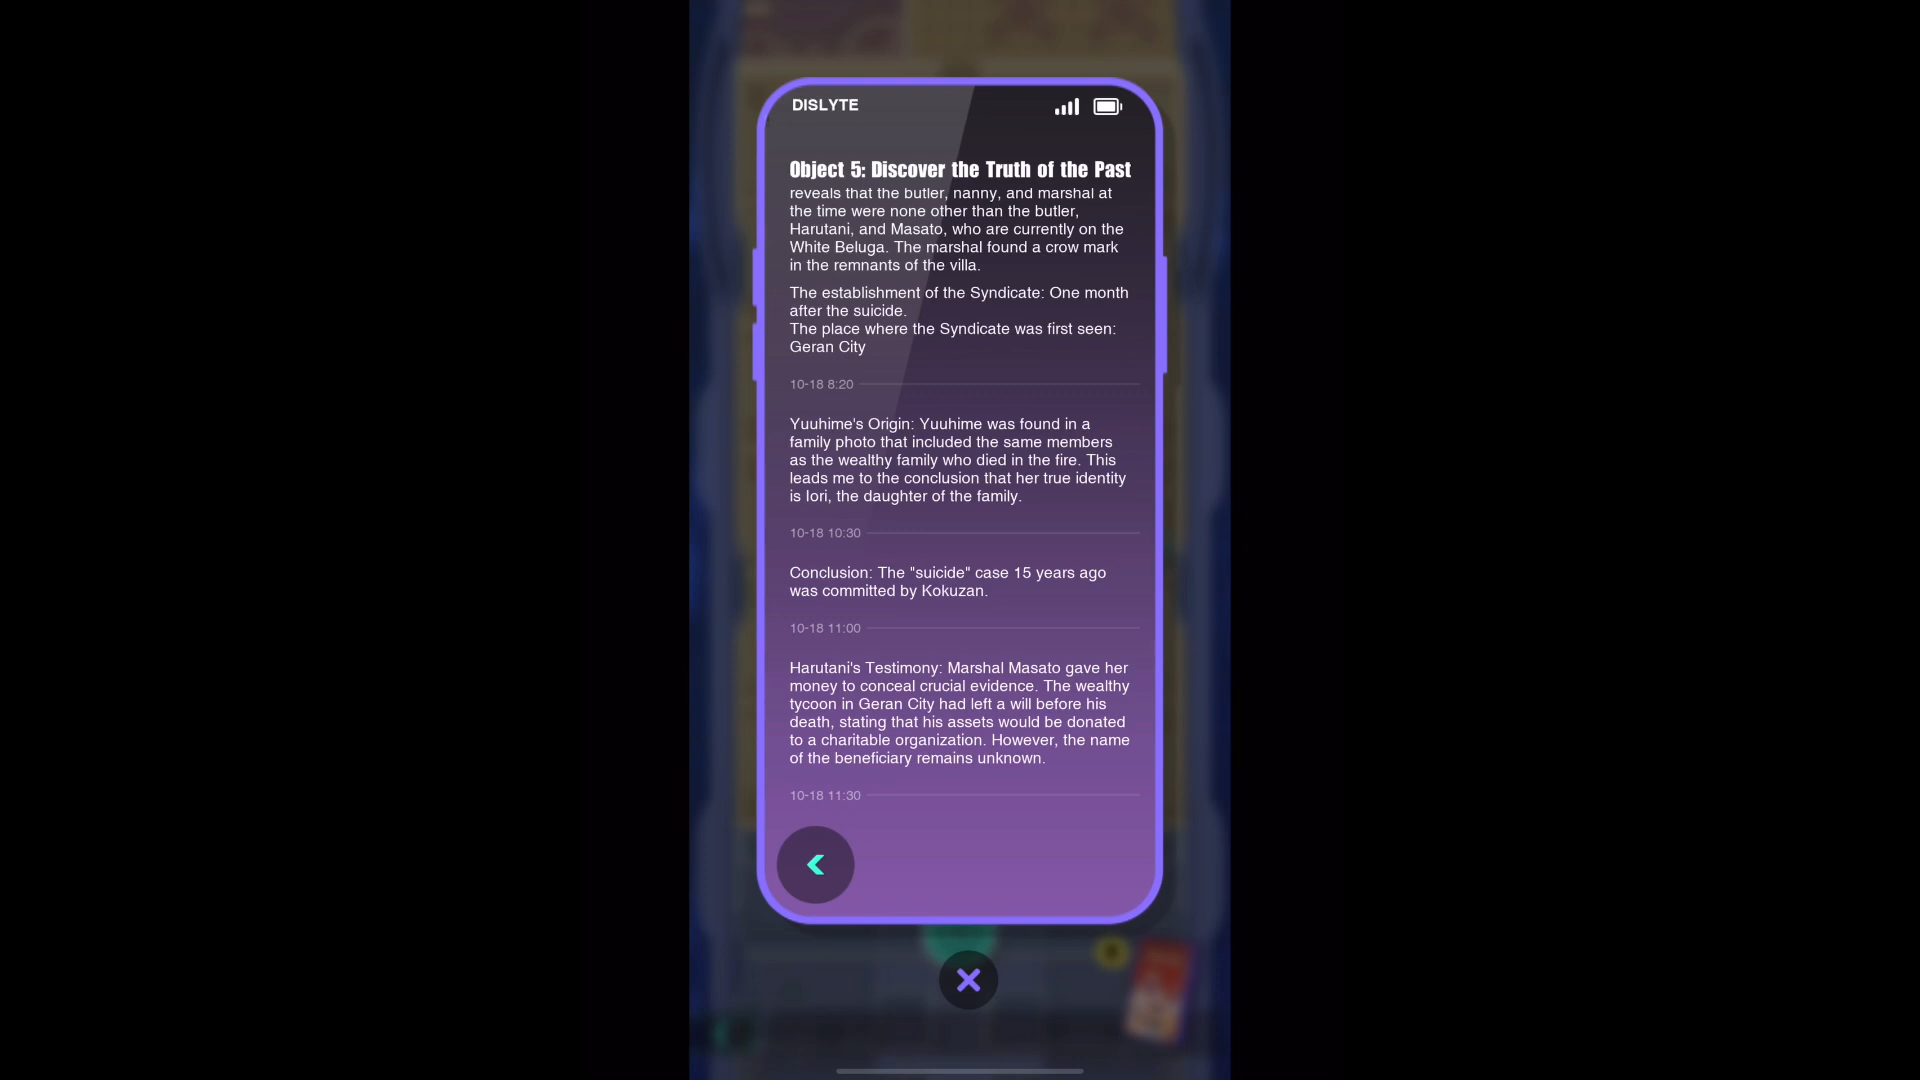 DISLYTE
Object 5: Discover the Truth of the Past
reveals that the butler, nanny, and marshal at
the time were none other than the butler,
Harutani, and Masato, who are currently on the
White Beluga. The marshal found a crow mark
in the remnants of the villa.
The establishment of the Syndicate: One month
after the suicide.
The place where the Syndicate was first seen:
Geran City
10-18 8:20
Yuuhime's Origin: Yuuhime was found in a
family photo that included the same members
as the wealthy family who died in the fire. This
leads me to the conclusion that her true identity
is Iori, the daughter of the family.
10-18 10:30
Conclusion: The "suicide" case 15 years ago
was committed by Kokuzan.
10-18 11:00
Harutani's Testimony: Marshal Masato gave her
money to conceal crucial evidence. The wealthy
tycoon in Geran City had left a will before his
death, stating that his assets would be donated
to a charitable organization. However, the name
of the beneficiary remains unknown.
10-18 11:30